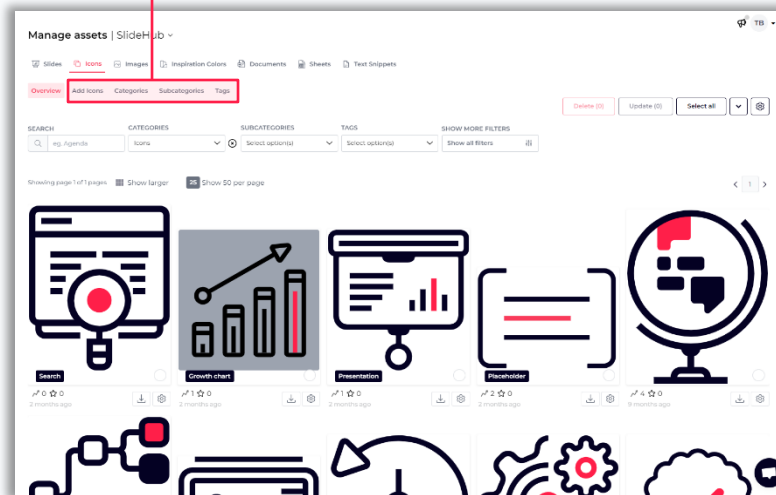 TB
Manage assets | SlideHub
Slides Icons Images Inspiration Colors Documents Sheets Text Snippets
Overview Add Icons Categories Subcategories Tags
Delete (0) Update (0) Select all
SEARCH CATEGORIES SUBCATEGORIES TAGS SHOW MORE FILTERS
eg. Agenda Icons Select option(s) Select option(s) Show all filters
Showing page 1 of 1 pages Show larger 25 Show 50 per page 1
Search Growth chart Presentation Placeholder
0 0 1 0 1 0 2 0 4 0
2 months ago 2 months ago 2 months ago 2 months ago 8 months ago